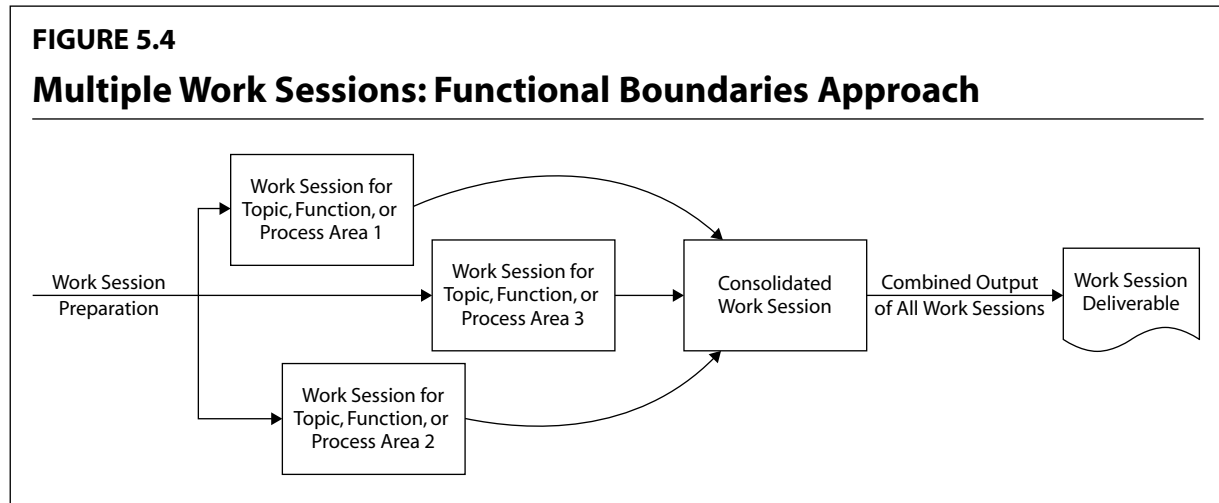 FIGURE 5.4
Multiple Work Sessions: Functional Boundaries Approach
Work Session for
Topic, Function, or
Process Area 1
Work Session
Preparation
Work Session for
Topic, Function, or
Process Area 3
Consolidated
Work Session
Combined Output
of All Work Sessions
Work Session
Deliverable
Work Session for
Topic, Function, or
Process Area 2